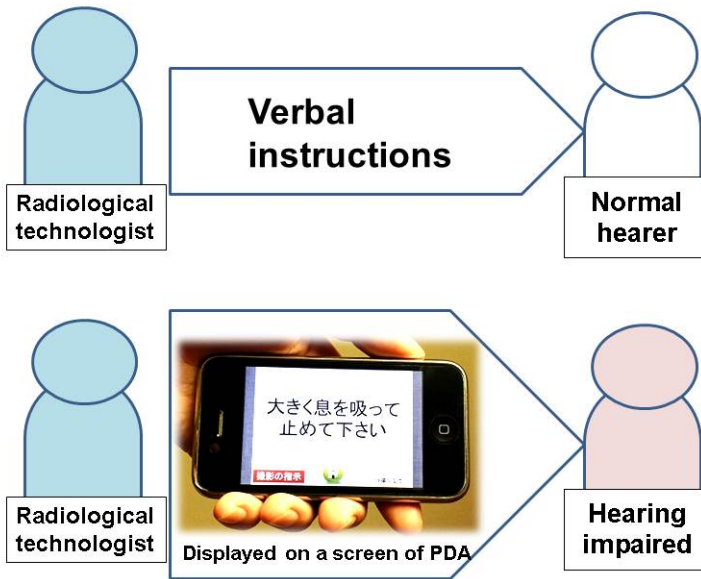 Verbal
instructions
Radiological
technologist
Normal
hearer
大きく息を吸って
止めて下さい
撮影の指示
Displayed on a screen of PDA
Radiological
technologist
Hearing
impaired